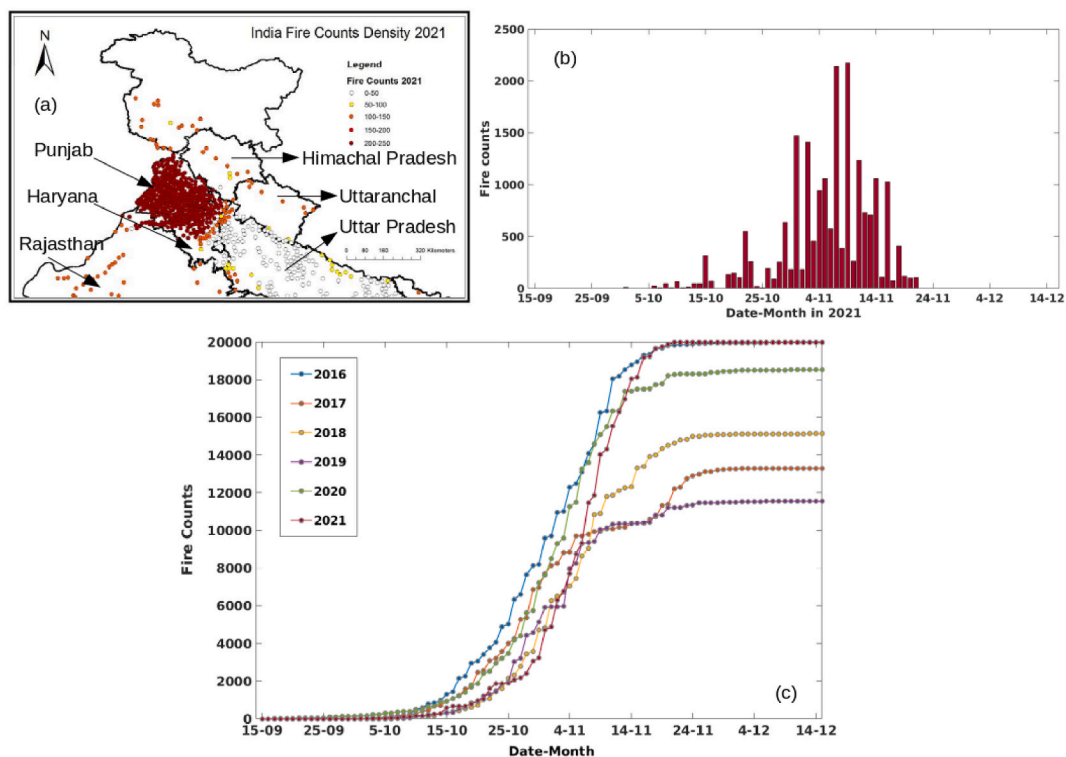 India Fire Counts Density 2021
N
Legend
Fire Counts 2021
0-50
50-100
100-150
150-200
200-250
(a)
Punjab
Himachal Pradesh
Haryana
Uttaranchal
Uttar Pradesh
Rajasthan
0 80 160 320 Kilometers
(b)
2500
2000
1500
1000
500
0
Fire counts
15-09 25-09 5-10 15-10 25-10 4-11 14-11 24-11 4-12 14-12
Date-Month in 2021
20000
18000
16000
14000
12000
10000
8000
6000
4000
2000
0
Fire Counts
2016
2017
2018
2019
2020
2021
(c)
15-09 25-09 5-10 15-10 25-10 4-11 14-11 24-11 4-12 14-12
Date-Month